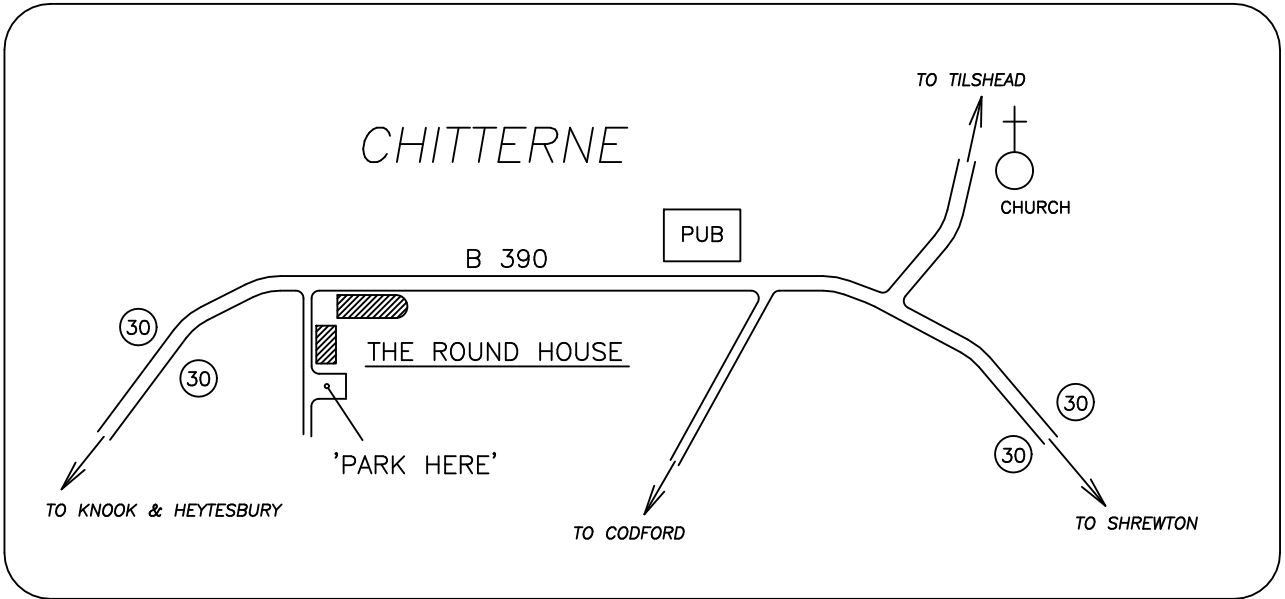 TO TILSHEAD
CHITTERNE
CHURCH
PUB
B 390
30
THE ROUND HOUSE
30
30
'PARK HERE'
30
TO KNOOK & HEYTESBURY
TO CODFORD
TO SHREWTON